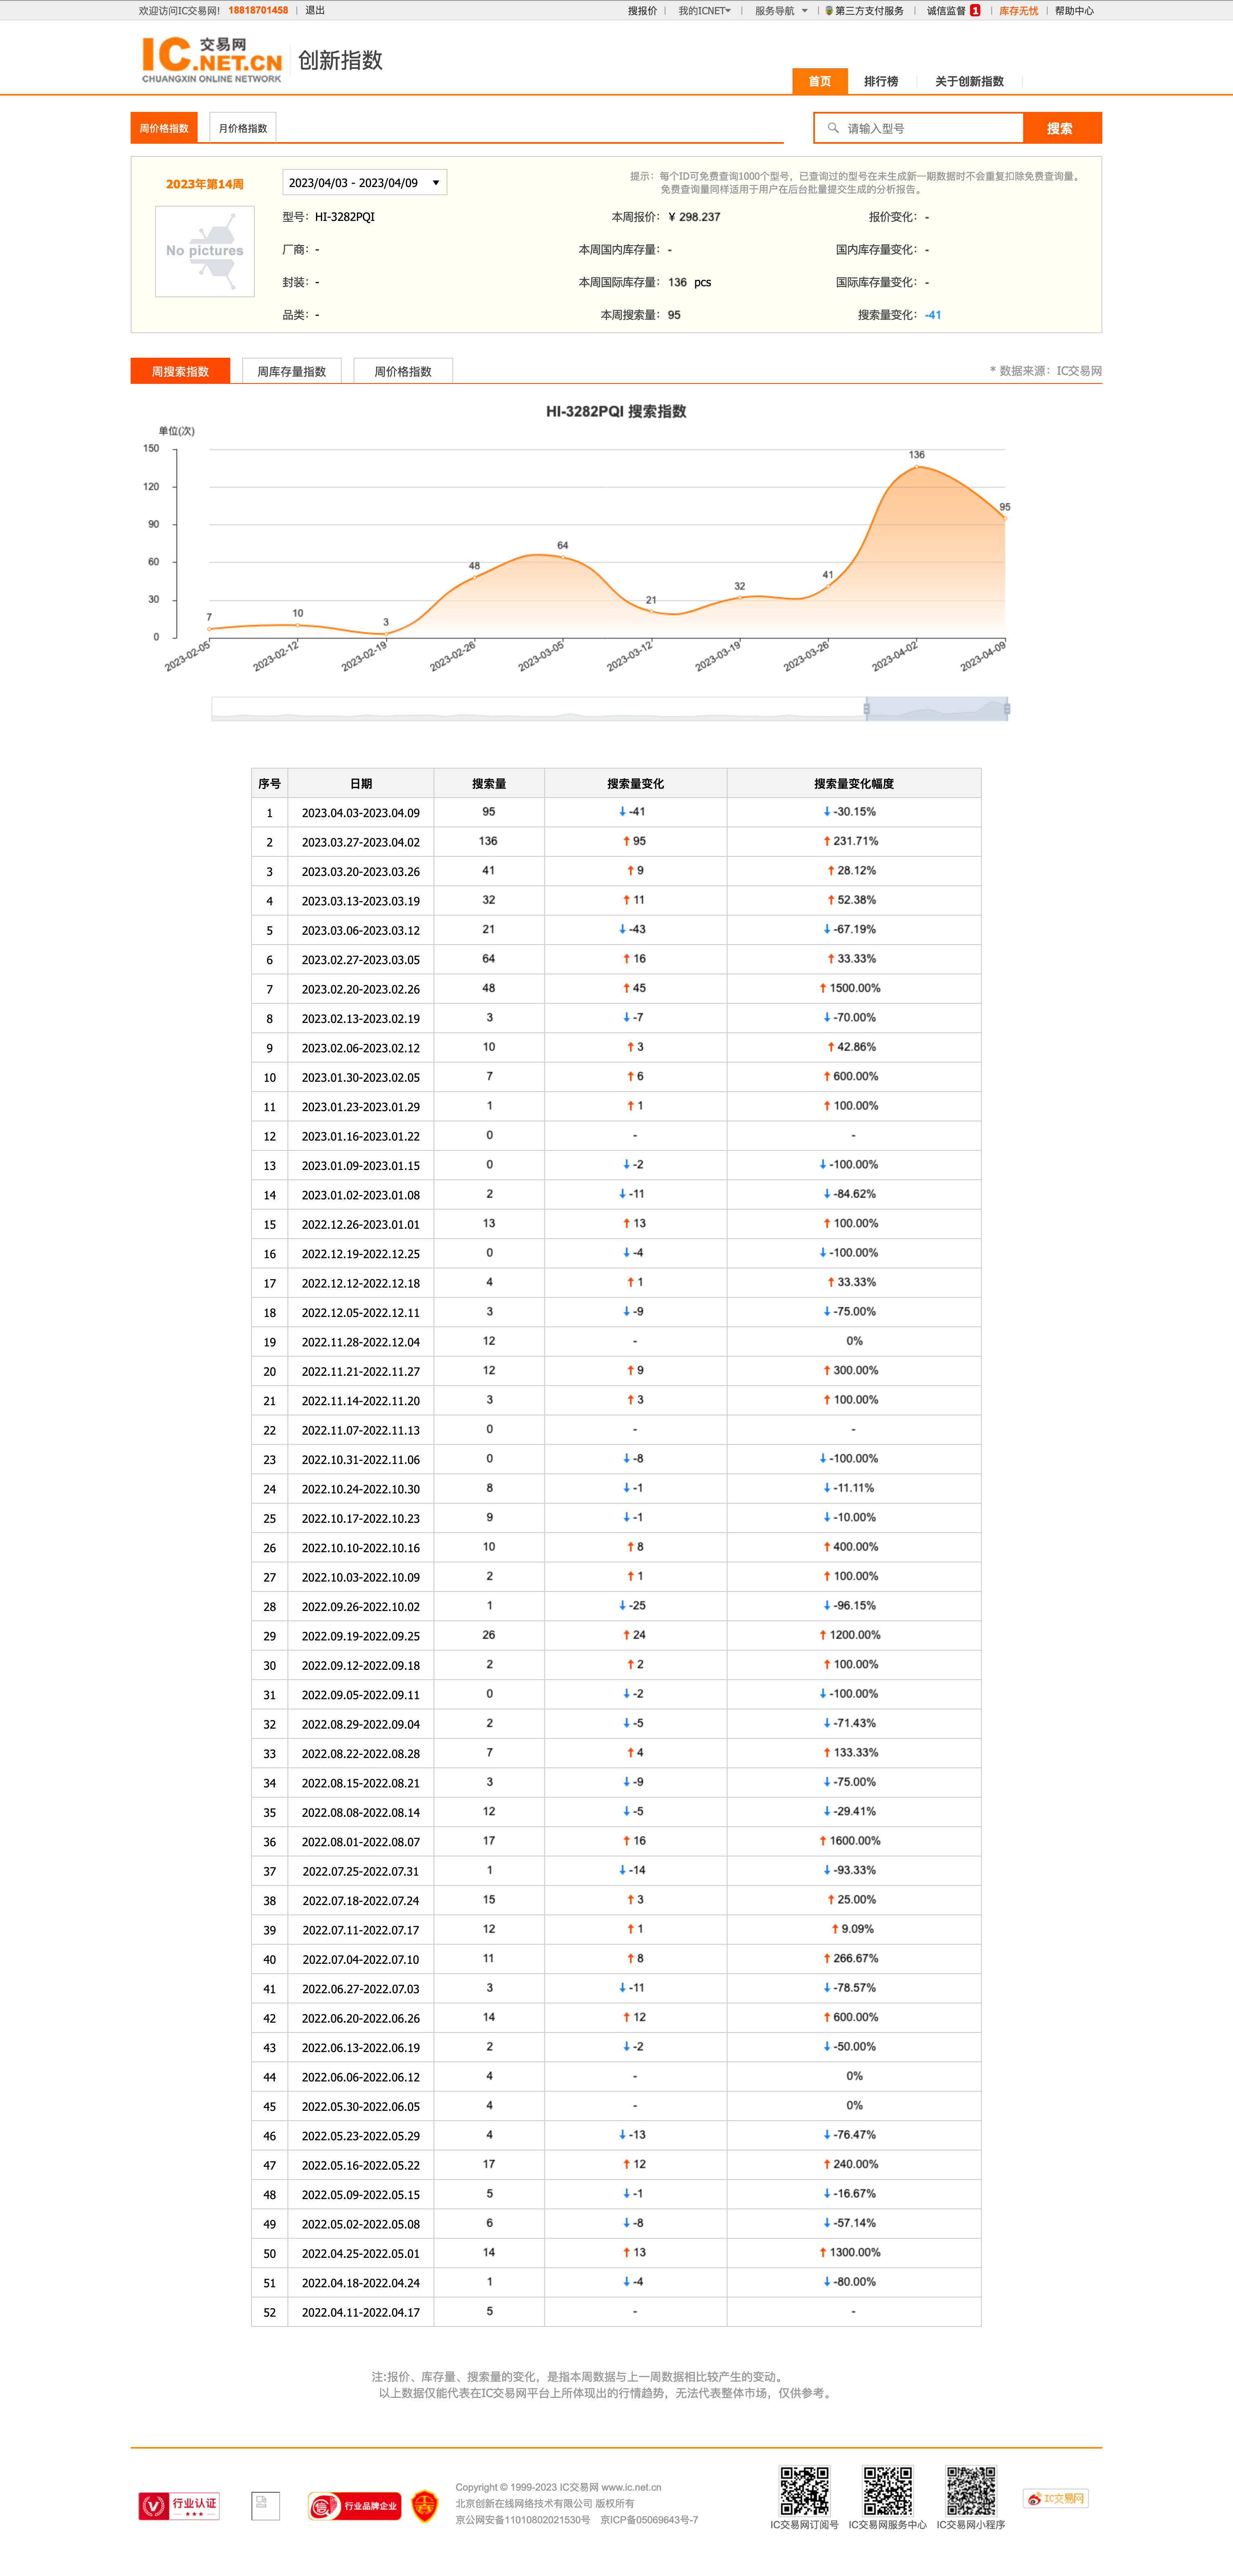 欢迎访问IC交易网! 18818701458 | 退出 搜报价 | 我的ICNET | 服务导航 | 第三方支付服务 | 诚信监督 1 | 库存无忧 | 帮助中心
IC交易网.NET.CN
CHUANGXIN ONLINE NETWORK
创新指数
首页 排行榜 关于创新指数
周价格指数 月价格指数 请输入型号 搜索
2023年第14周 2023/04/03 - 2023/04/09
提示：每个ID可免费查询1000个型号，已查询过的型号在未生成新一期数据时不会重复扣除免费查询量。
免费查询量同样适用于用户在后台批量提交生成的分析报告。
No pictures
型号：HI-3282PQI 本周报价：¥ 298.237 报价变化：-
厂商：- 本周国内库存量：- 国内库存量变化：-
封装：- 本周国际库存量：136 pcs 国际库存量变化：-
品类：- 本周搜索量：95 搜索量变化：-41
周搜索指数 周库存量指数 周价格指数 * 数据来源：IC交易网
HI-3282PQI 搜索指数
单位(次)
150
120
90
60
30
0
7 10 3 48 64 21 32 41 136 95
2023-02-05 2023-02-12 2023-02-19 2023-02-26 2023-03-05 2023-03-12 2023-03-19 2023-03-26 2023-04-02 2023-04-09
序号 日期 搜索量 搜索量变化 搜索量变化幅度
1 2023.04.03-2023.04.09 95 ↓-41 ↓-30.15%
2 2023.03.27-2023.04.02 136 ↑95 ↑231.71%
3 2023.03.20-2023.03.26 41 ↑9 ↑28.12%
4 2023.03.13-2023.03.19 32 ↑11 ↑52.38%
5 2023.03.06-2023.03.12 21 ↓-43 ↓-67.19%
6 2023.02.27-2023.03.05 64 ↑16 ↑33.33%
7 2023.02.20-2023.02.26 48 ↑45 ↑1500.00%
8 2023.02.13-2023.02.19 3 ↓-7 ↓-70.00%
9 2023.02.06-2023.02.12 10 ↑3 ↑42.86%
10 2023.01.30-2023.02.05 7 ↑6 ↑600.00%
11 2023.01.23-2023.01.29 1 ↑1 ↑100.00%
12 2023.01.16-2023.01.22 0 - -
13 2023.01.09-2023.01.15 0 ↓-2 ↓-100.00%
14 2023.01.02-2023.01.08 2 ↓-11 ↓-84.62%
15 2022.12.26-2023.01.01 13 ↑13 ↑100.00%
16 2022.12.19-2022.12.25 0 ↓-4 ↓-100.00%
17 2022.12.12-2022.12.18 4 ↑1 ↑33.33%
18 2022.12.05-2022.12.11 3 ↓-9 ↓-75.00%
19 2022.11.28-2022.12.04 12 - 0%
20 2022.11.21-2022.11.27 12 ↑9 ↑300.00%
21 2022.11.14-2022.11.20 3 ↑3 ↑100.00%
22 2022.11.07-2022.11.13 0 - -
23 2022.10.31-2022.11.06 0 ↓-8 ↓-100.00%
24 2022.10.24-2022.10.30 8 ↓-1 ↓-11.11%
25 2022.10.17-2022.10.23 9 ↓-1 ↓-10.00%
26 2022.10.10-2022.10.16 10 ↑8 ↑400.00%
27 2022.10.03-2022.10.09 2 ↑1 ↑100.00%
28 2022.09.26-2022.10.02 1 ↓-25 ↓-96.15%
29 2022.09.19-2022.09.25 26 ↑24 ↑1200.00%
30 2022.09.12-2022.09.18 2 ↑2 ↑100.00%
31 2022.09.05-2022.09.11 0 ↓-2 ↓-100.00%
32 2022.08.29-2022.09.04 2 ↓-5 ↓-71.43%
33 2022.08.22-2022.08.28 7 ↑4 ↑133.33%
34 2022.08.15-2022.08.21 3 ↓-9 ↓-75.00%
35 2022.08.08-2022.08.14 12 ↓-5 ↓-29.41%
36 2022.08.01-2022.08.07 17 ↑16 ↑1600.00%
37 2022.07.25-2022.07.31 1 ↓-14 ↓-93.33%
38 2022.07.18-2022.07.24 15 ↑3 ↑25.00%
39 2022.07.11-2022.07.17 12 ↑1 ↑9.09%
40 2022.07.04-2022.07.10 11 ↑8 ↑266.67%
41 2022.06.27-2022.07.03 3 ↓-11 ↓-78.57%
42 2022.06.20-2022.06.26 14 ↑12 ↑600.00%
43 2022.06.13-2022.06.19 2 ↓-2 ↓-50.00%
44 2022.06.06-2022.06.12 4 - 0%
45 2022.05.30-2022.06.05 4 - 0%
46 2022.05.23-2022.05.29 4 ↓-13 ↓-76.47%
47 2022.05.16-2022.05.22 17 ↑12 ↑240.00%
48 2022.05.09-2022.05.15 5 ↓-1 ↓-16.67%
49 2022.05.02-2022.05.08 6 ↓-8 ↓-57.14%
50 2022.04.25-2022.05.01 14 ↑13 ↑1300.00%
51 2022.04.18-2022.04.24 1 ↓-4 ↓-80.00%
52 2022.04.11-2022.04.17 5 - -
注:报价、库存量、搜索量的变化，是指本周数据与上一周数据相比较产生的变动。
以上数据仅能代表在IC交易网平台上所体现出的行情趋势，无法代表整体市场，仅供参考。
行业认证
行业品牌企业
Copyright © 1999-2023 IC交易网 www.ic.net.cn
北京创新在线网络技术有限公司 版权所有
京公网安备11010802021530号 京ICP备05069643号-7
IC交易网订阅号 IC交易网服务中心 IC交易网小程序
IC交易网